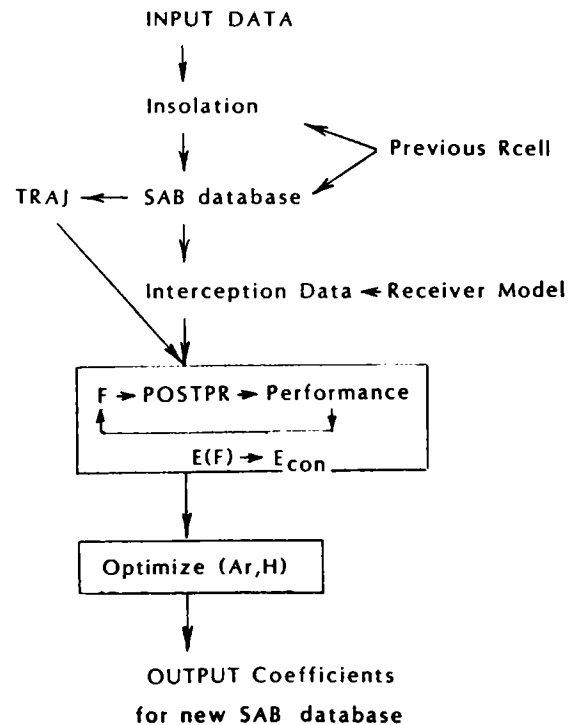 INPUT DATA
Insolation
Previous Rcell
TRAJ ← SAB database
Interception Data ← Receiver Model
F → POSTPR → Performance
E(F) → Econ
Optimize (Ar,H)
OUTPUT Coefficients
for new SAB database